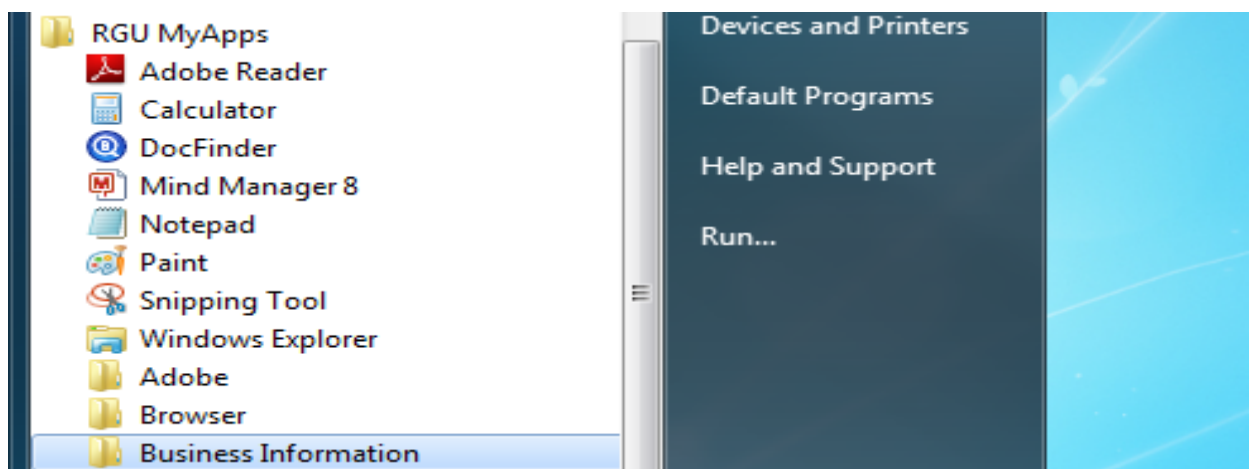 RGU MyApps
Adobe Reader
Calculator
DocFinder
Mind Manager 8
Notepad
Paint
Snipping Tool
Windows Explorer
Adobe
Browser
Business Information
Devices and Printers
Default Programs
Help and Support
Run...